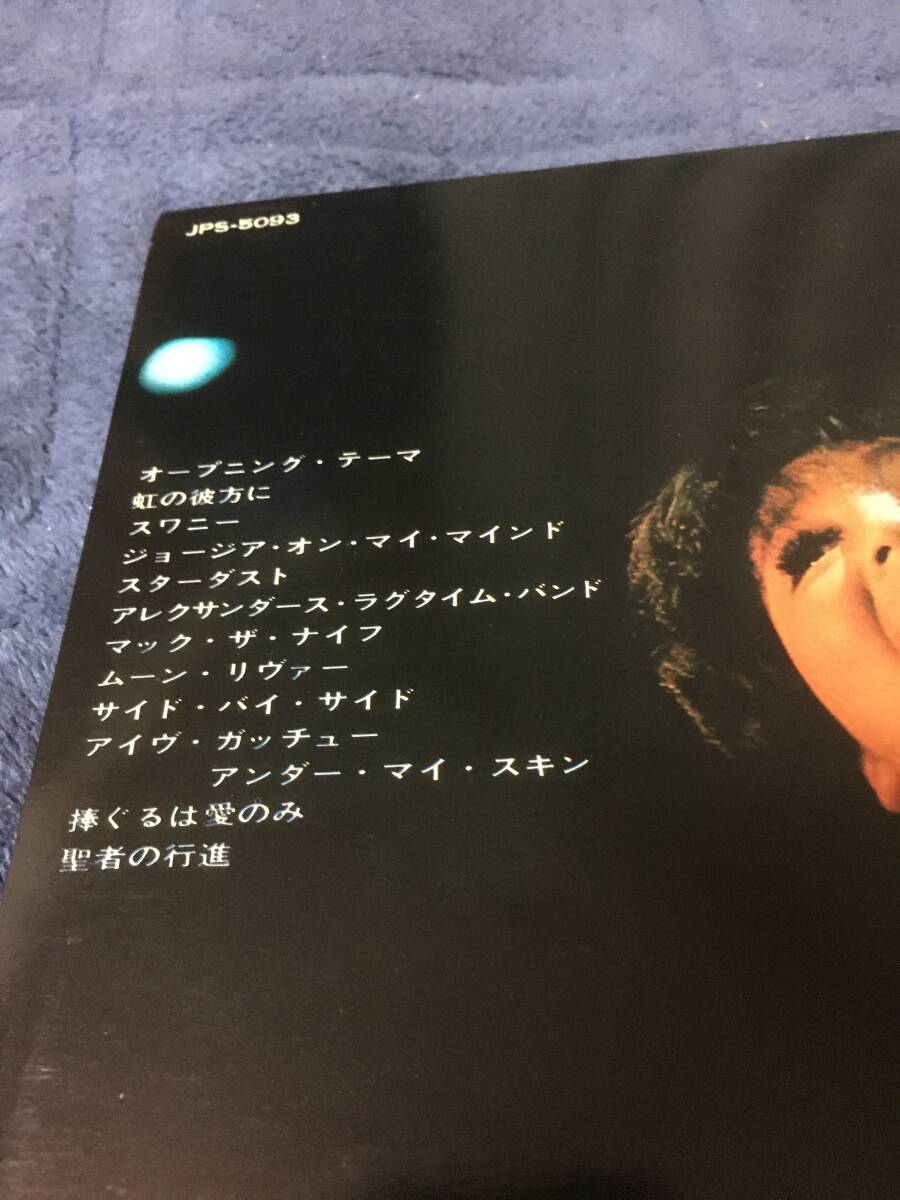 JPS-5093
オープニング・テーマ
虹の彼方に
スワニー
ジョージア・オン・マイ・マインド
スターダスト
アレクサンダース・ラグタイム・バンド
マック・ザ・ナイフ
ムーン・リヴァー
サイド・バイ・サイド
アイヴ・ガッチュー
アンダー・マイ・スキン
捧ぐるは愛のみ
聖者の行進